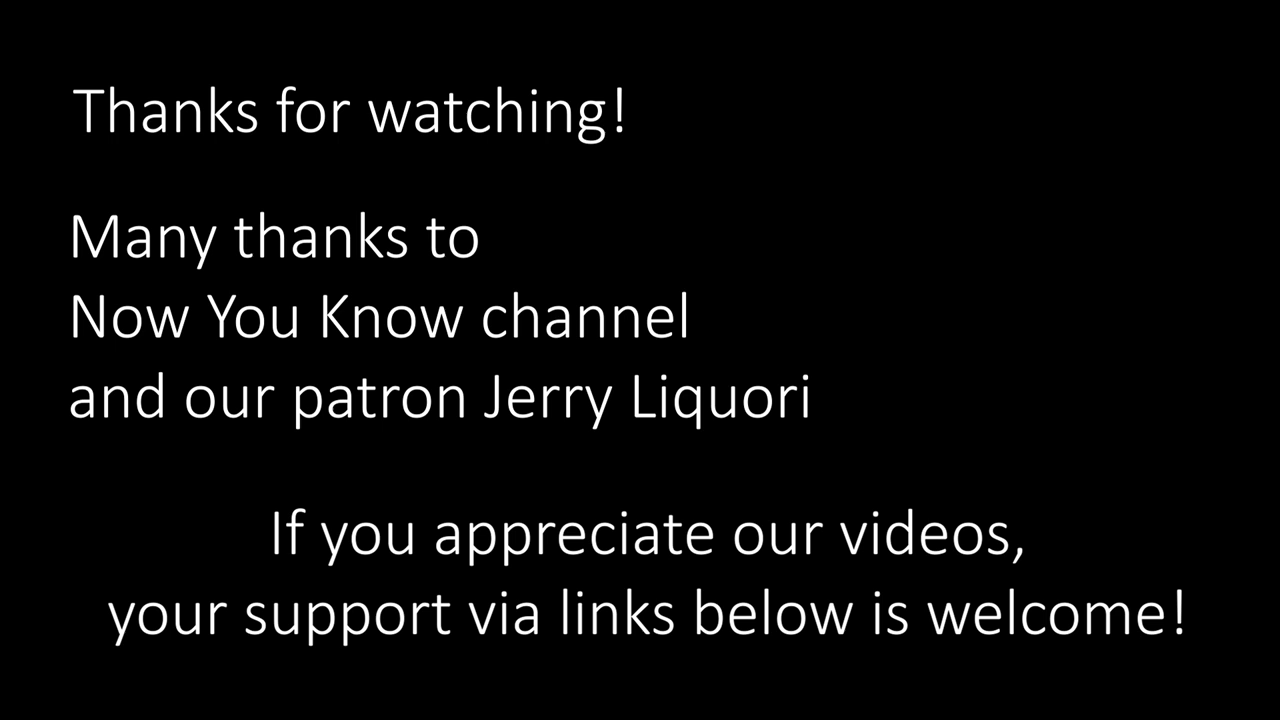 Thanks for watching!
Many thanks to
Now You Know channel
and our patron Jerry Liquori
If you appreciate our videos,
your support via links below is welcome!